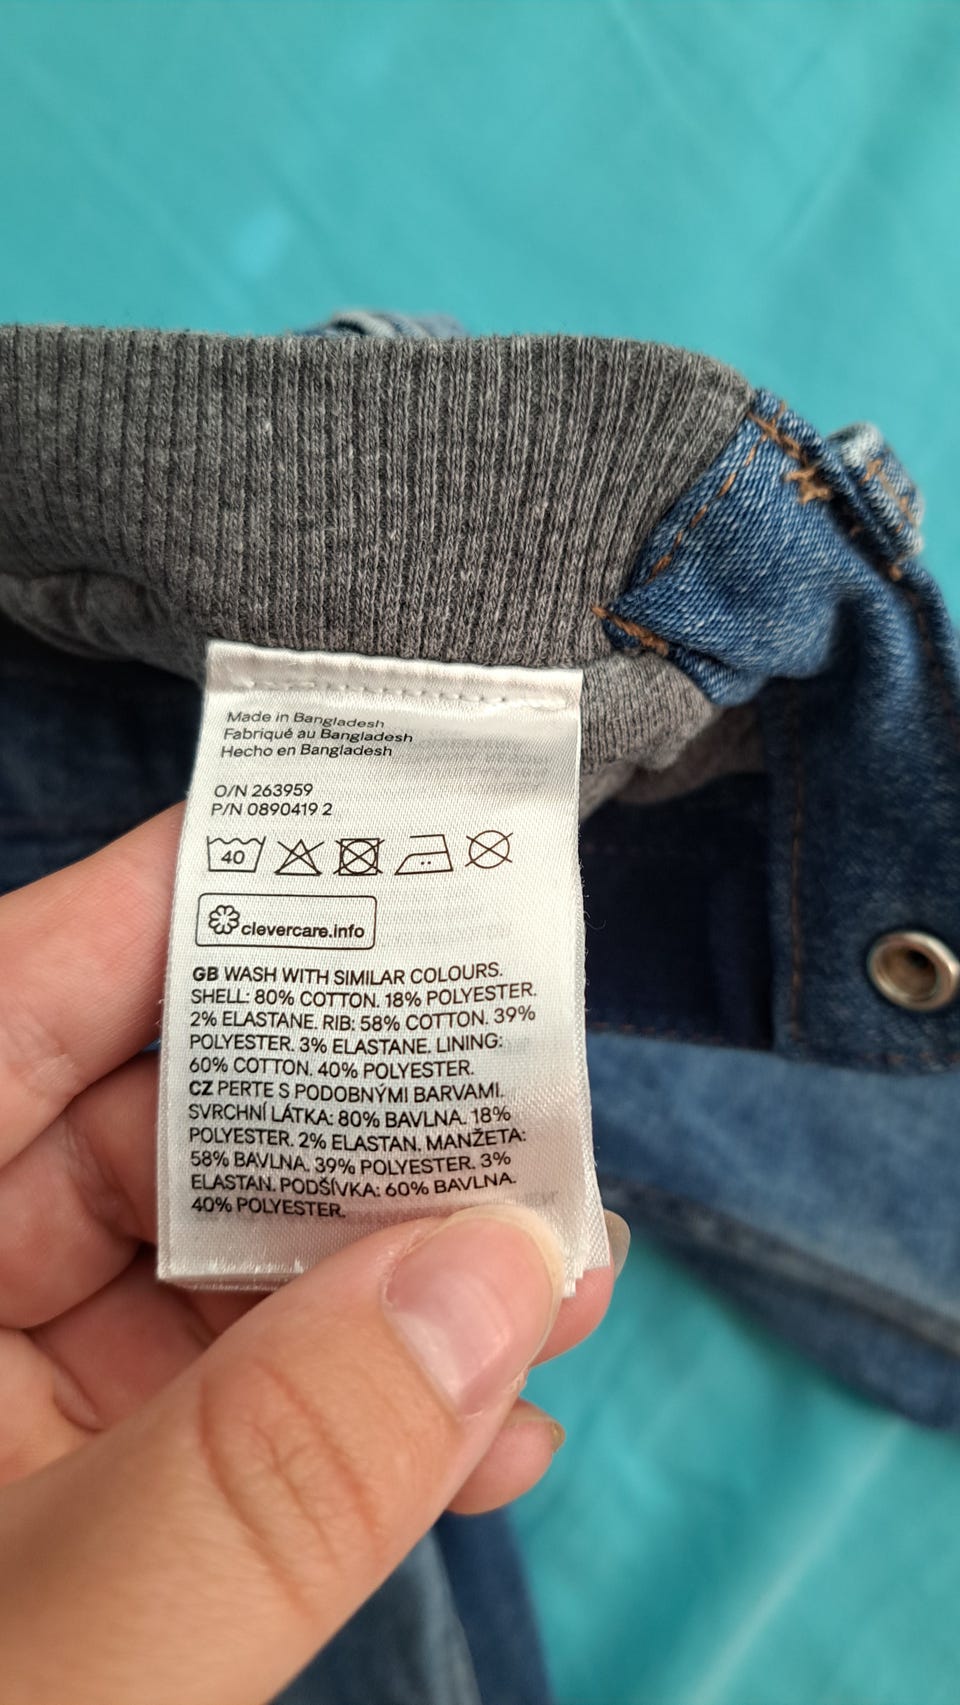 Made in Bangladesh
Fabriqué au Bangladesh
Hecho en Bangladesh
O/N 263959
P/N 0890419 2
40
clevercare.info
GB WASH WITH SIMILAR COLOURS.
SHELL: 80% COTTON. 18% POLYESTER.
2% ELASTANE. RIB: 58% COTTON. 39%
POLYESTER. 3% ELASTANE. LINING:
60% COTTON. 40% POLYESTER.
CZ PERTE S PODOBNÝMI BARVAMI.
SVRCHNÍ LÁTKA: 80% BAVLNA. 18%
POLYESTER. 2% ELASTAN. MANŽETA:
58% BAVLNA. 39% POLYESTER. 3%
ELASTAN. PODŠÍVKA: 60% BAVLNA.
40% POLYESTER.